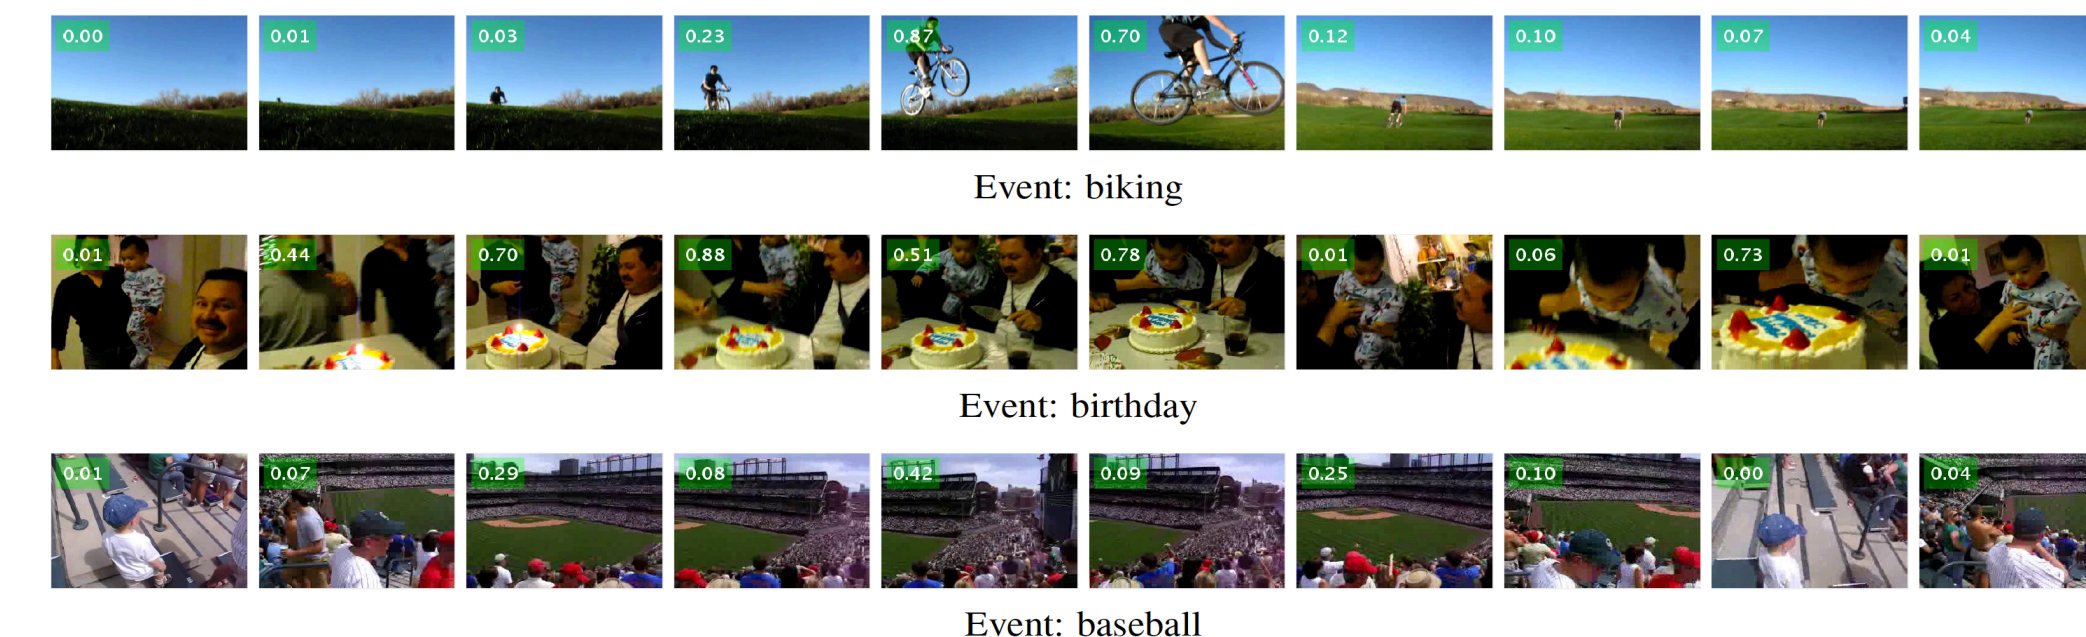 0.00 0.01 0.03 0.23 0.87 0.70 0.12 0.10 0.07 0.04
Event: biking
0.01 0.44 0.70 0.88 0.51 0.78 0.01 0.06 0.73 0.01
Event: birthday
0.01 0.07 0.29 0.08 0.42 0.09 0.25 0.10 0.00 0.04
Event: baseball